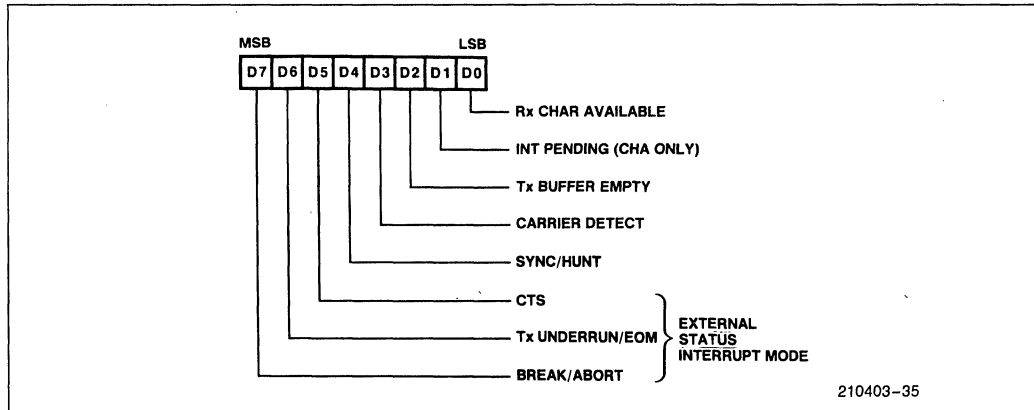 MSB LSB
D7 D6 D5 D4 D3 D2 D1 D0
Rx CHAR AVAILABLE
INT PENDING (CHA ONLY)
Tx BUFFER EMPTY
CARRIER DETECT
SYNC/HUNT
CTS
Tx UNDERRUN/EOM
BREAK/ABORT
EXTERNAL
STATUS
INTERRUPT MODE
210403-35